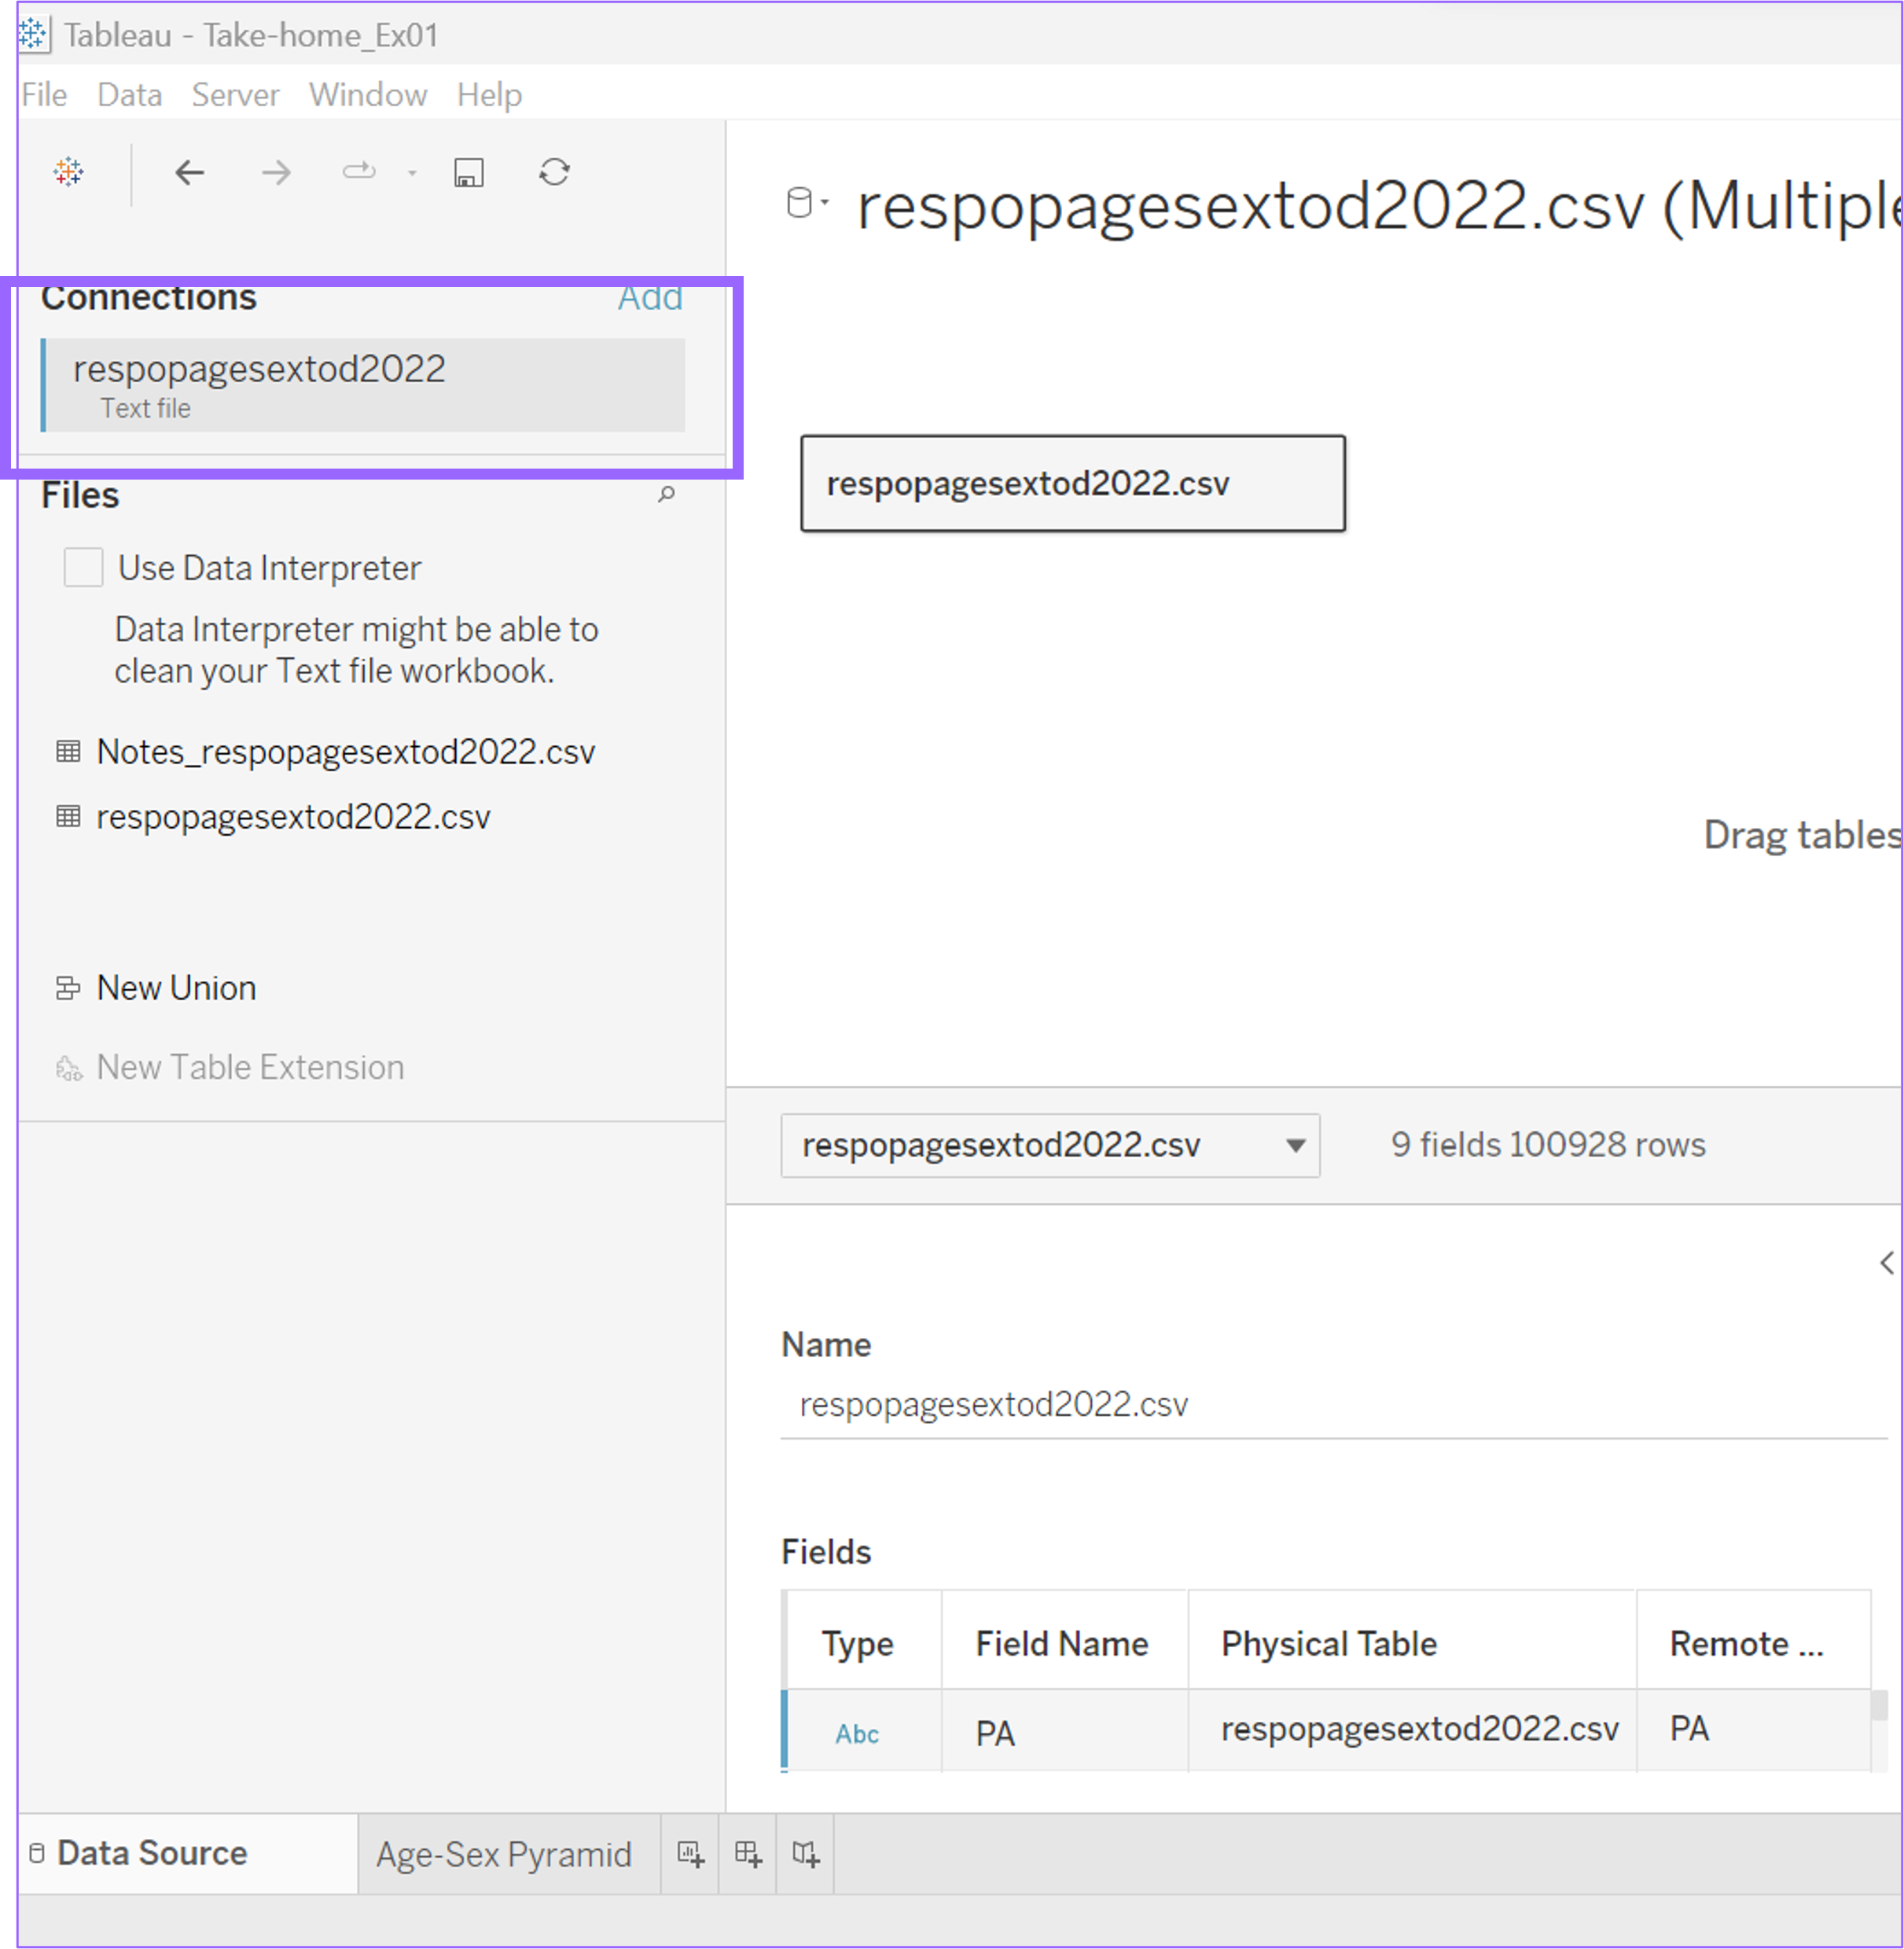 Tableau - Take-home_Ex01
File Data Server Window Help
respopagesextod2022.csv (Multiple
Connections Add
respopagesextod2022
Text file
respopagesextod2022.csv
Files
Use Data Interpreter
Data Interpreter might be able to
clean your Text file workbook.
Notes_respopagesextod2022.csv
respopagesextod2022.csv
Drag tables
New Union
New Table Extension
respopagesextod2022.csv 9 fields 100928 rows
Name
respopagesextod2022.csv
Fields
Type Field Name Physical Table Remote ...
Abc PA respopagesextod2022.csv PA
Data Source Age-Sex Pyramid